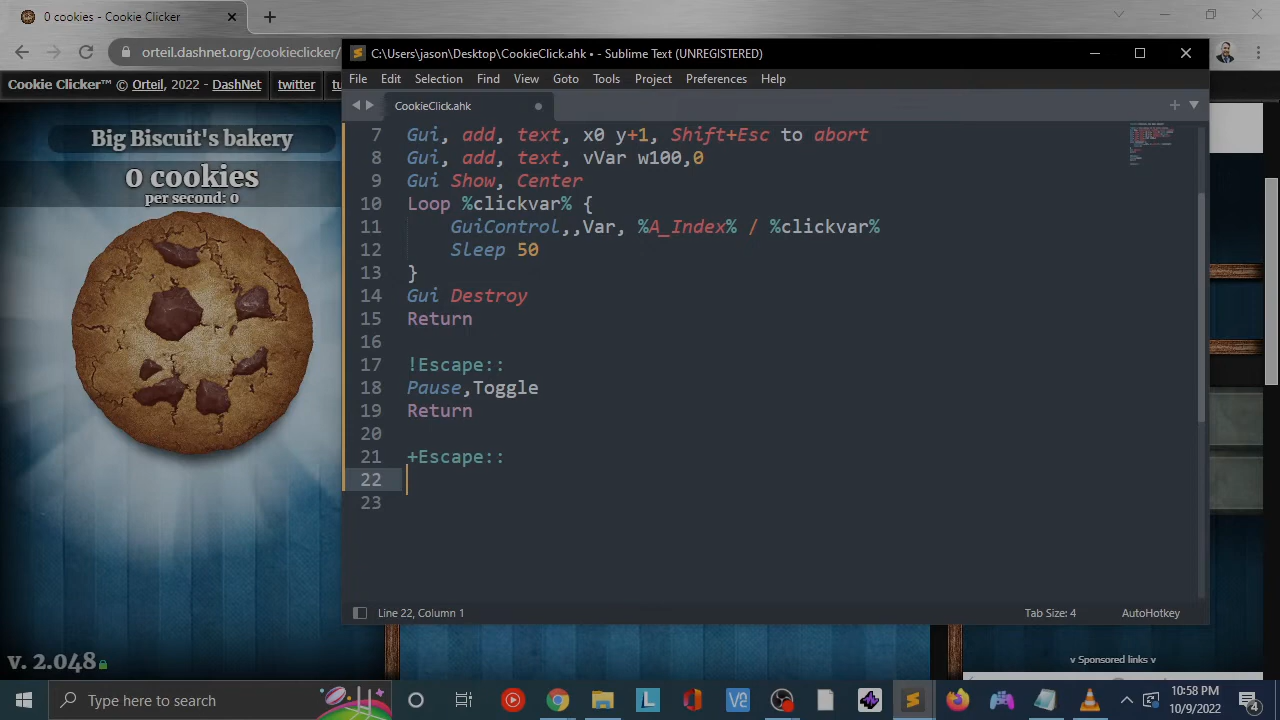 0 cookies - Cookie Clicker
orteil.dashnet.org/cookieclicker/
Cookie Clicker™ © Orteil, 2022 - DashNet
twitter
Big Biscuit's bakery
0 cookies
per second: 0
v. 2.048
C:\Users\jason\Desktop\CookieClick.ahk • - Sublime Text (UNREGISTERED)
File Edit Selection Find View Goto Tools Project Preferences Help
CookieClick.ahk
7 Gui, add, text, x0 y+1, Shift+Esc to abort
8 Gui, add, text, vVar w100,0
9 Gui Show, Center
10 Loop %clickvar% {
11 GuiControl,,Var, %A_Index% / %clickvar%
12 Sleep 50
13 }
14 Gui Destroy
15 Return
16
17 !Escape::
18 Pause,Toggle
19 Return
20
21 +Escape::
22
23
Line 22, Column 1
Tab Size: 4
AutoHotkey
v Sponsored links v
Type here to search
10:58 PM
10/9/2022
4